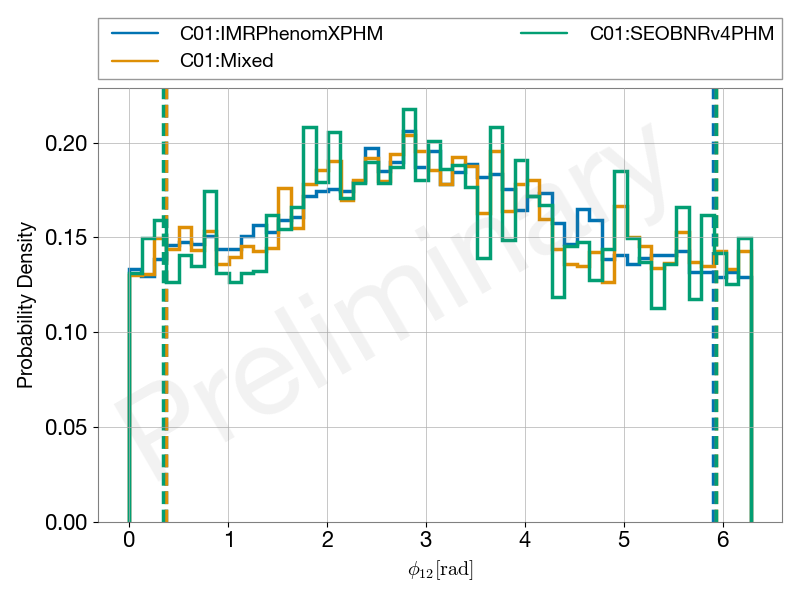 C01:IMRPhenomXPHM
C01:Mixed
C01:SEOBNRv4PHM
0.20
0.15
0.10
0.05
0.00
Probability Density
Preliminary
0 1 2 3 4 5 6
ϕ₁₂[rad]